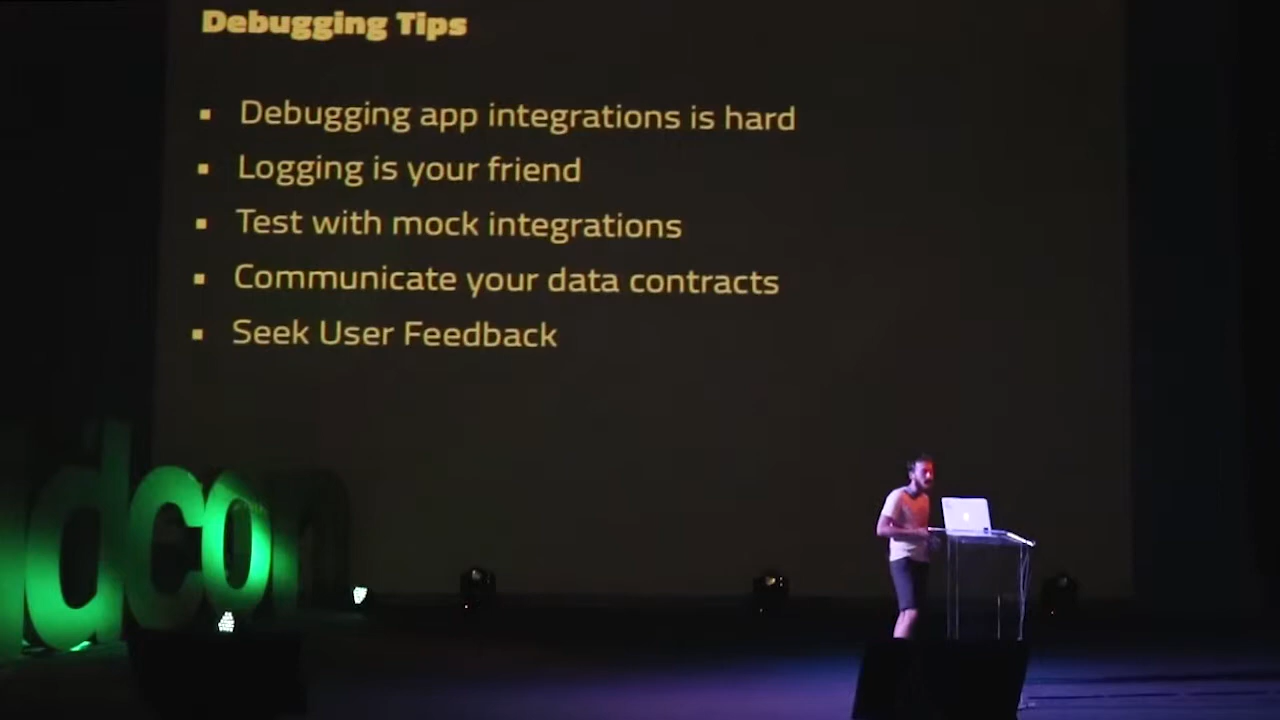 Debugging Tips
▪ Debugging app integrations is hard
▪ Logging is your friend
▪ Test with mock integrations
▪ Communicate your data contracts
▪ Seek User Feedback
dcon